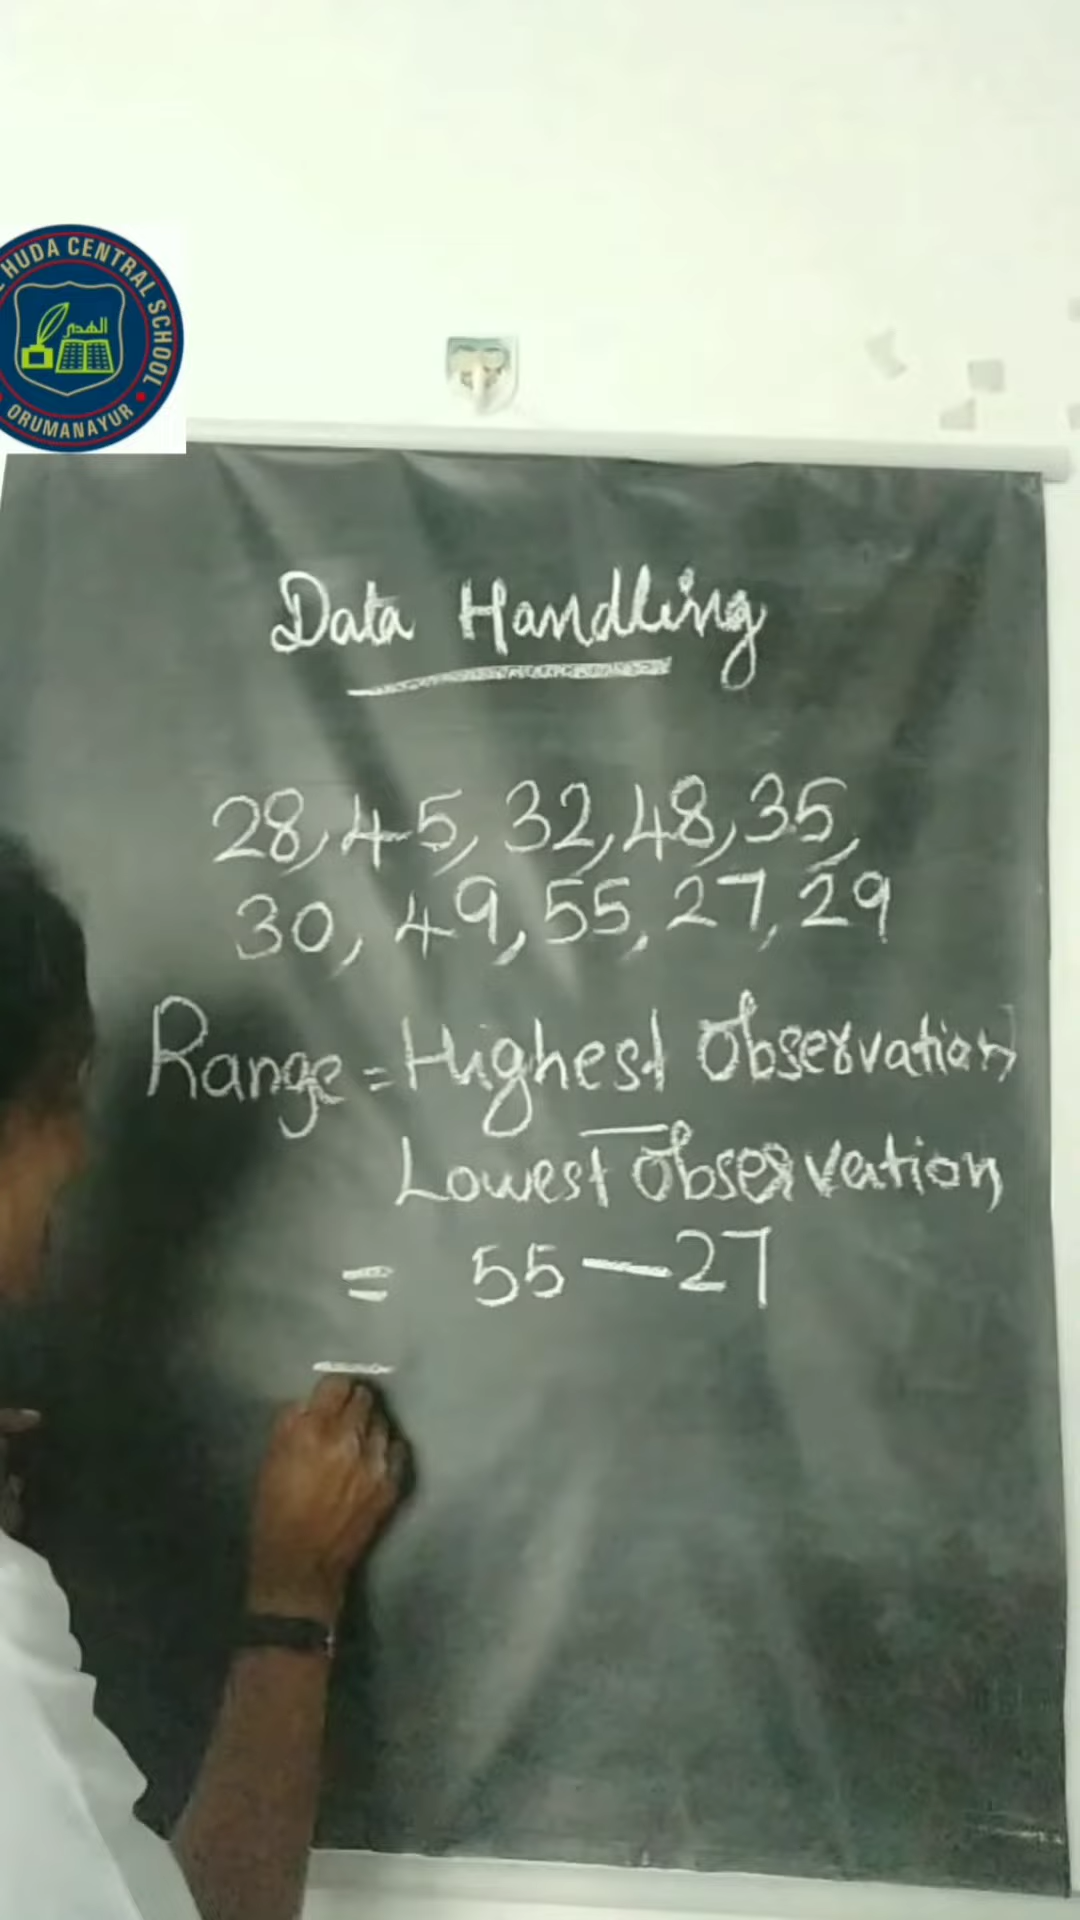 HUDA CENTRAL SCHOOL
الهدى
ORUMANAYUR
Data Handling
28, 45, 32, 48, 35,
30, 49, 55, 27, 29
Range = Highest Observation
—
Lowest Observation
= 55 — 27